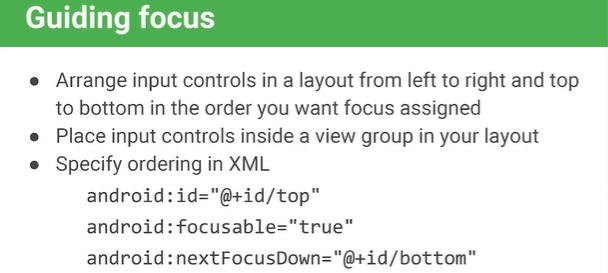 Guiding focus
● Arrange input controls in a layout from left to right and top
to bottom in the order you want focus assigned
● Place input controls inside a view group in your layout
● Specify ordering in XML
android:id="@+id/top"
android:focusable="true"
android:nextFocusDown="@+id/bottom"